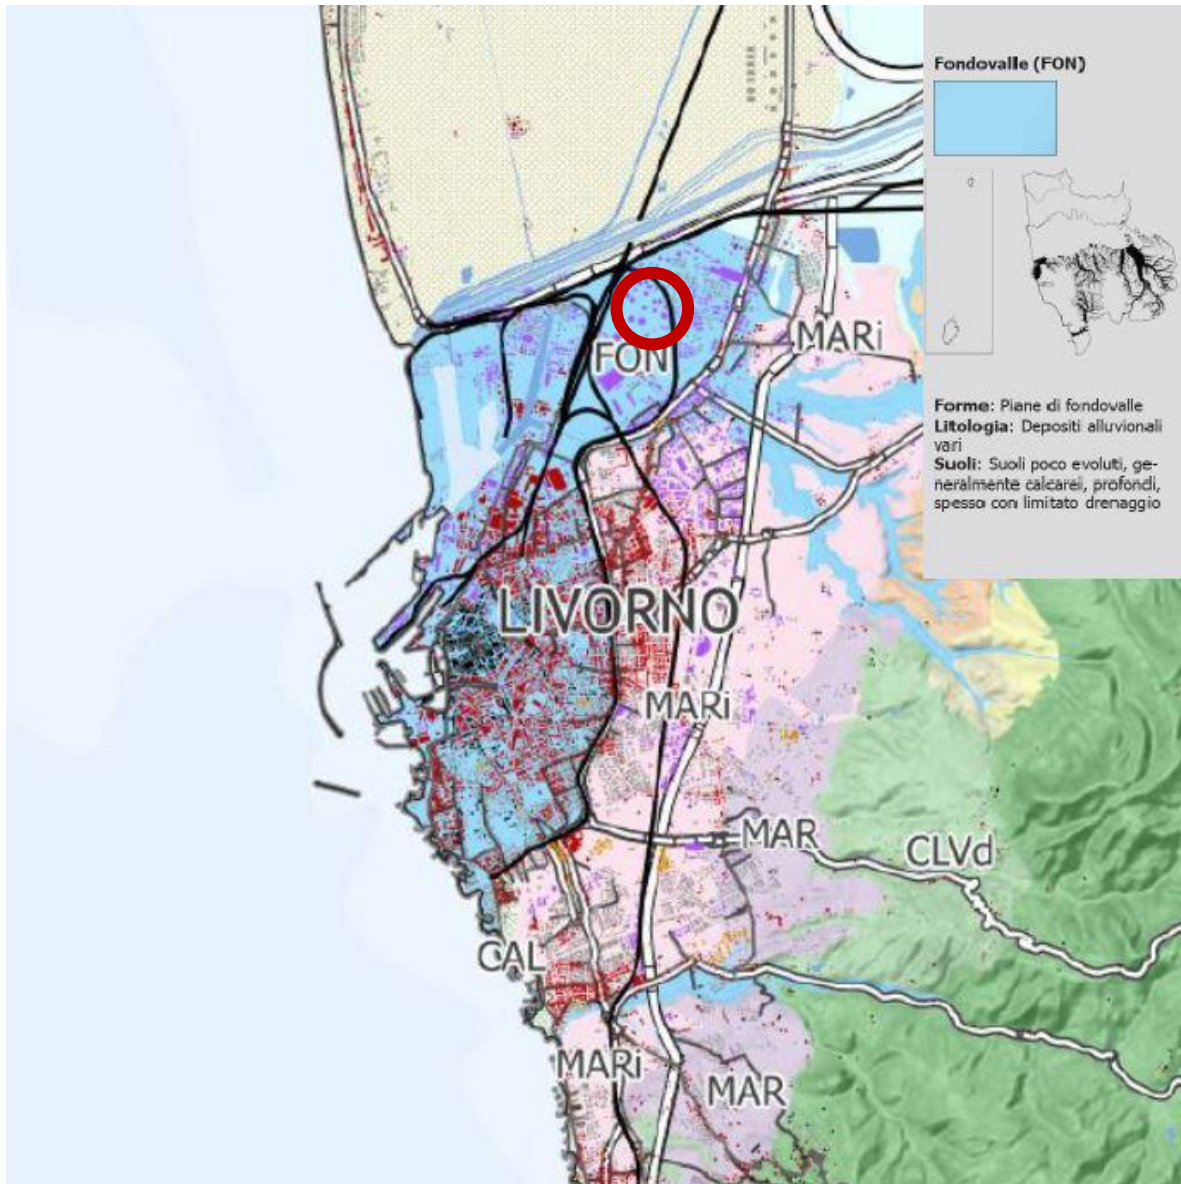 Fondovalle (FON)
Forme: Piane di fondovalle
Litologia: Depositi alluvionali
vari
Suoli: Suoli poco evoluti, ge-
neralmente calcarei, profondi,
spesso con limitato drenaggio
MARi
FON
LIVORNO
MARi
MAR
CLVd
CAL
MARi
MAR